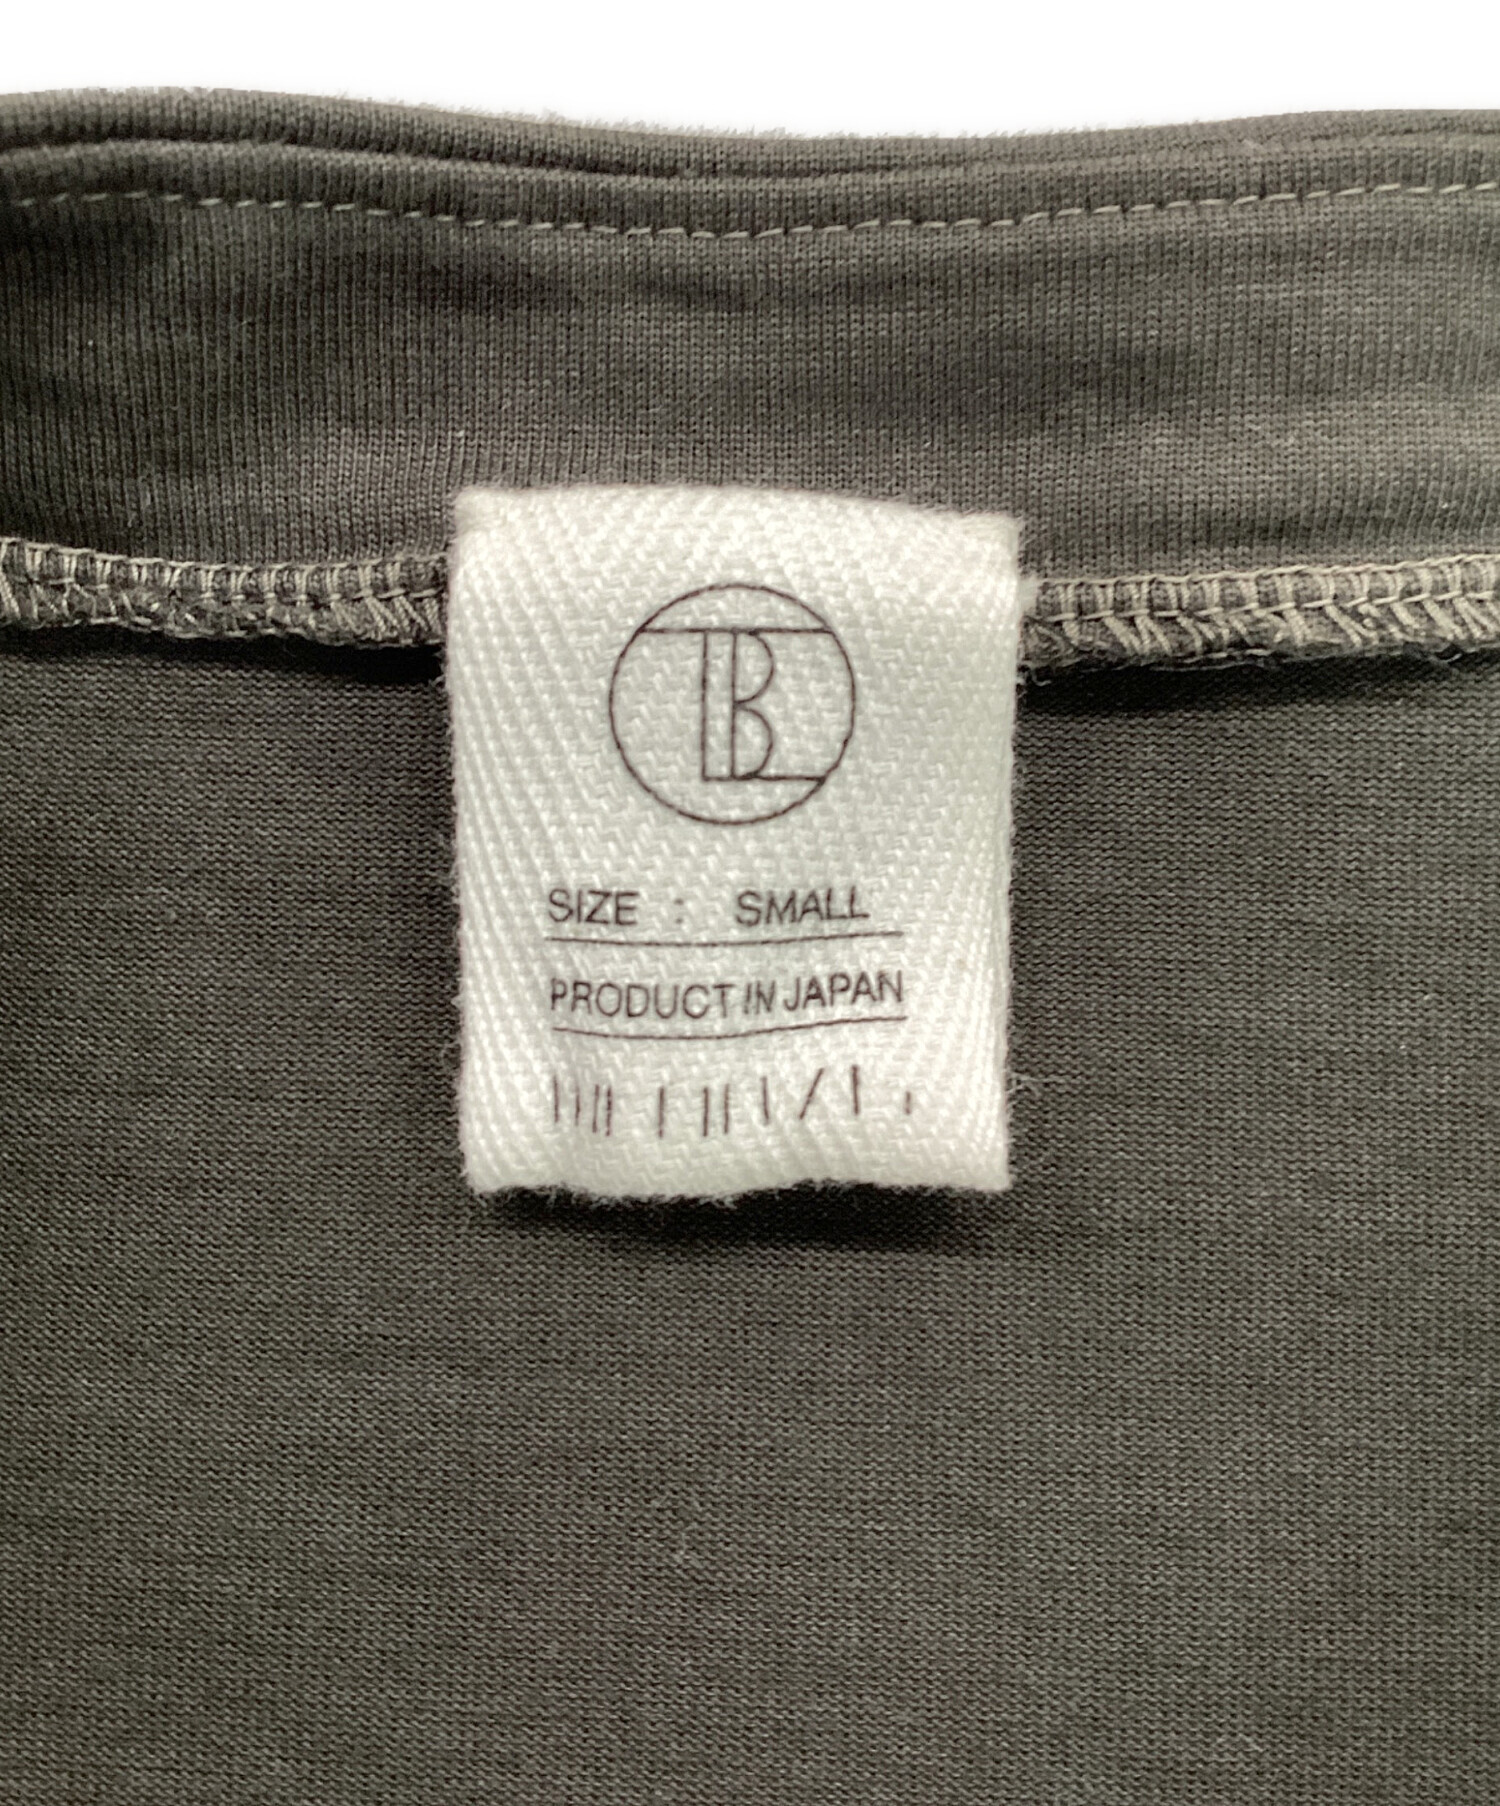 B
SIZE : SMALL
PRODUCT IN JAPAN